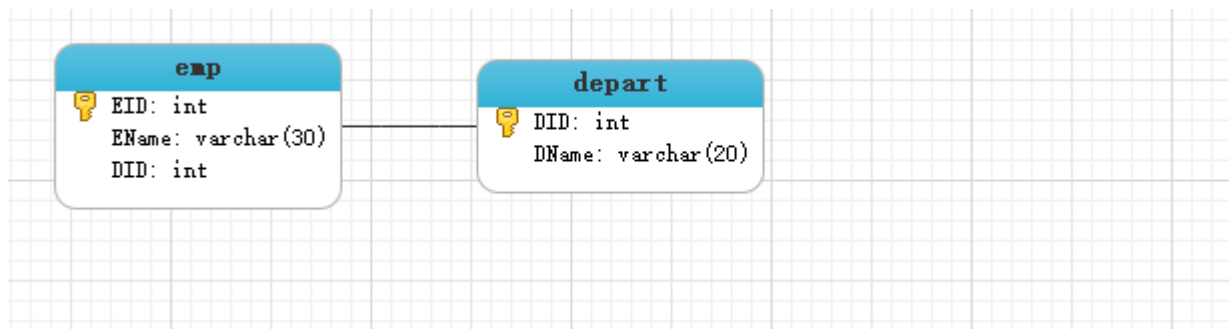 emp
EID: int
EName: varchar(30)
DID: int
depart
DID: int
DName: varchar(20)